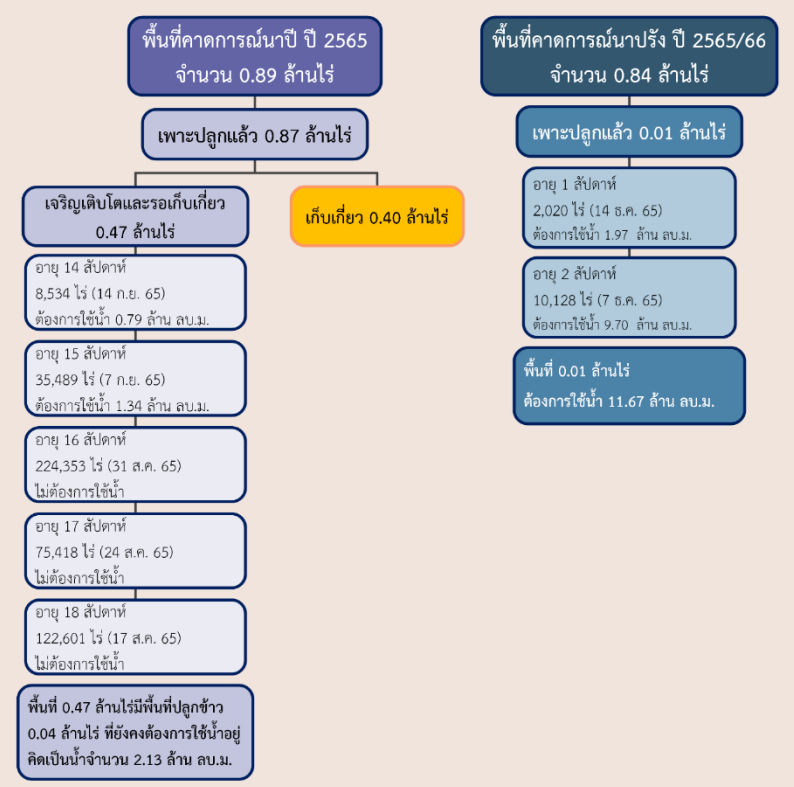 พื้นที่คาดการณ์นาปี ปี 2565
จำนวน 0.89 ล้านไร่
เพาะปลูกแล้ว 0.87 ล้านไร่
เจริญเติบโตและรอเก็บเกี่ยว
0.47 ล้านไร่
เก็บเกี่ยว 0.40 ล้านไร่
อายุ 14 สัปดาห์
8,534 ไร่ (14 ก.ย. 65)
ต้องการใช้น้ำ 0.79 ล้าน ลบ.ม.
อายุ 15 สัปดาห์
35,489 ไร่ (7 ก.ย. 65)
ต้องการใช้น้ำ 1.34 ล้าน ลบ.ม.
อายุ 16 สัปดาห์
224,353 ไร่ (31 ส.ค. 65)
ไม่ต้องการใช้น้ำ
อายุ 17 สัปดาห์
75,418 ไร่ (24 ส.ค. 65)
ไม่ต้องการใช้น้ำ
อายุ 18 สัปดาห์
122,601 ไร่ (17 ส.ค. 65)
ไม่ต้องการใช้น้ำ
พื้นที่ 0.47 ล้านไร่มีพื้นที่ปลูกข้าว
0.04 ล้านไร่ ที่ยังคงต้องการใช้น้ำอยู่
คิดเป็นน้ำจำนวน 2.13 ล้าน ลบ.ม.
พื้นที่คาดการณ์นาปรัง ปี 2565/66
จำนวน 0.84 ล้านไร่
เพาะปลูกแล้ว 0.01 ล้านไร่
อายุ 1 สัปดาห์
2,020 ไร่ (14 ธ.ค. 65)
ต้องการใช้น้ำ 1.97 ล้าน ลบ.ม.
อายุ 2 สัปดาห์
10,128 ไร่ (7 ธ.ค. 65)
ต้องการใช้น้ำ 9.70 ล้าน ลบ.ม.
พื้นที่ 0.01 ล้านไร่
ต้องการใช้น้ำ 11.67 ล้าน ลบ.ม.